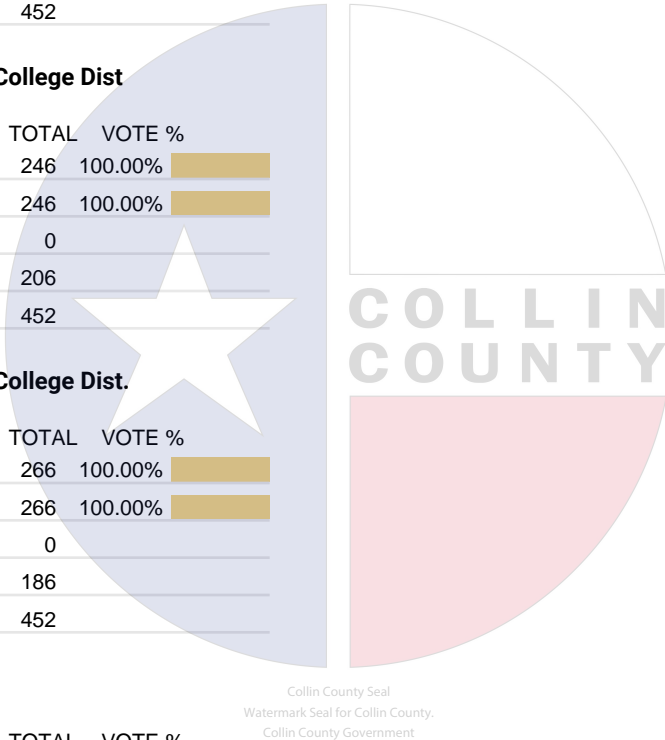 452
College Dist
TOTAL VOTE %
246 100.00%
246 100.00%
0
206
452
COLLIN
COUNTY
College Dist.
TOTAL VOTE %
266 100.00%
266 100.00%
0
186
452
Collin County Seal
Watermark Seal for Collin County.
Collin County Government
TOTAL VOTE %